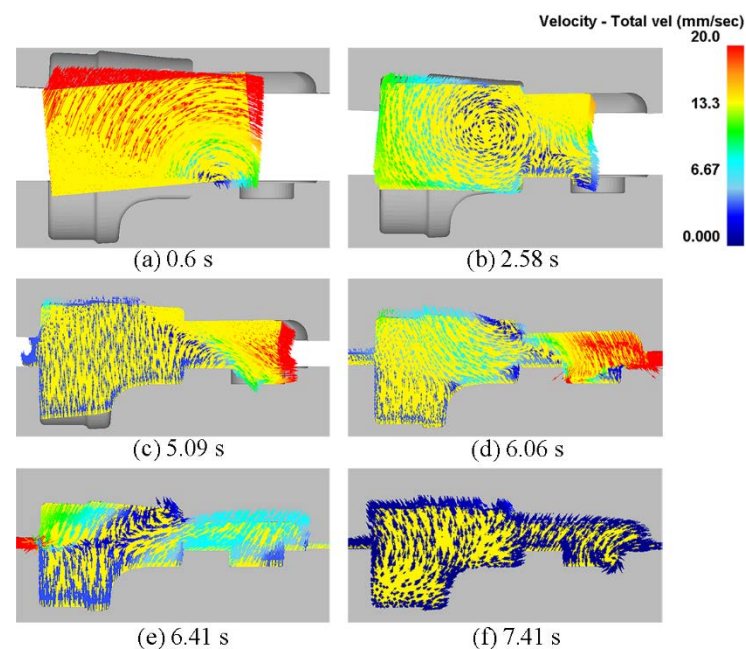 Velocity - Total vel (mm/sec)
20.0
13.3
6.67
0.000
(a) 0.6 s
(b) 2.58 s
(c) 5.09 s
(d) 6.06 s
(e) 6.41 s
(f) 7.41 s